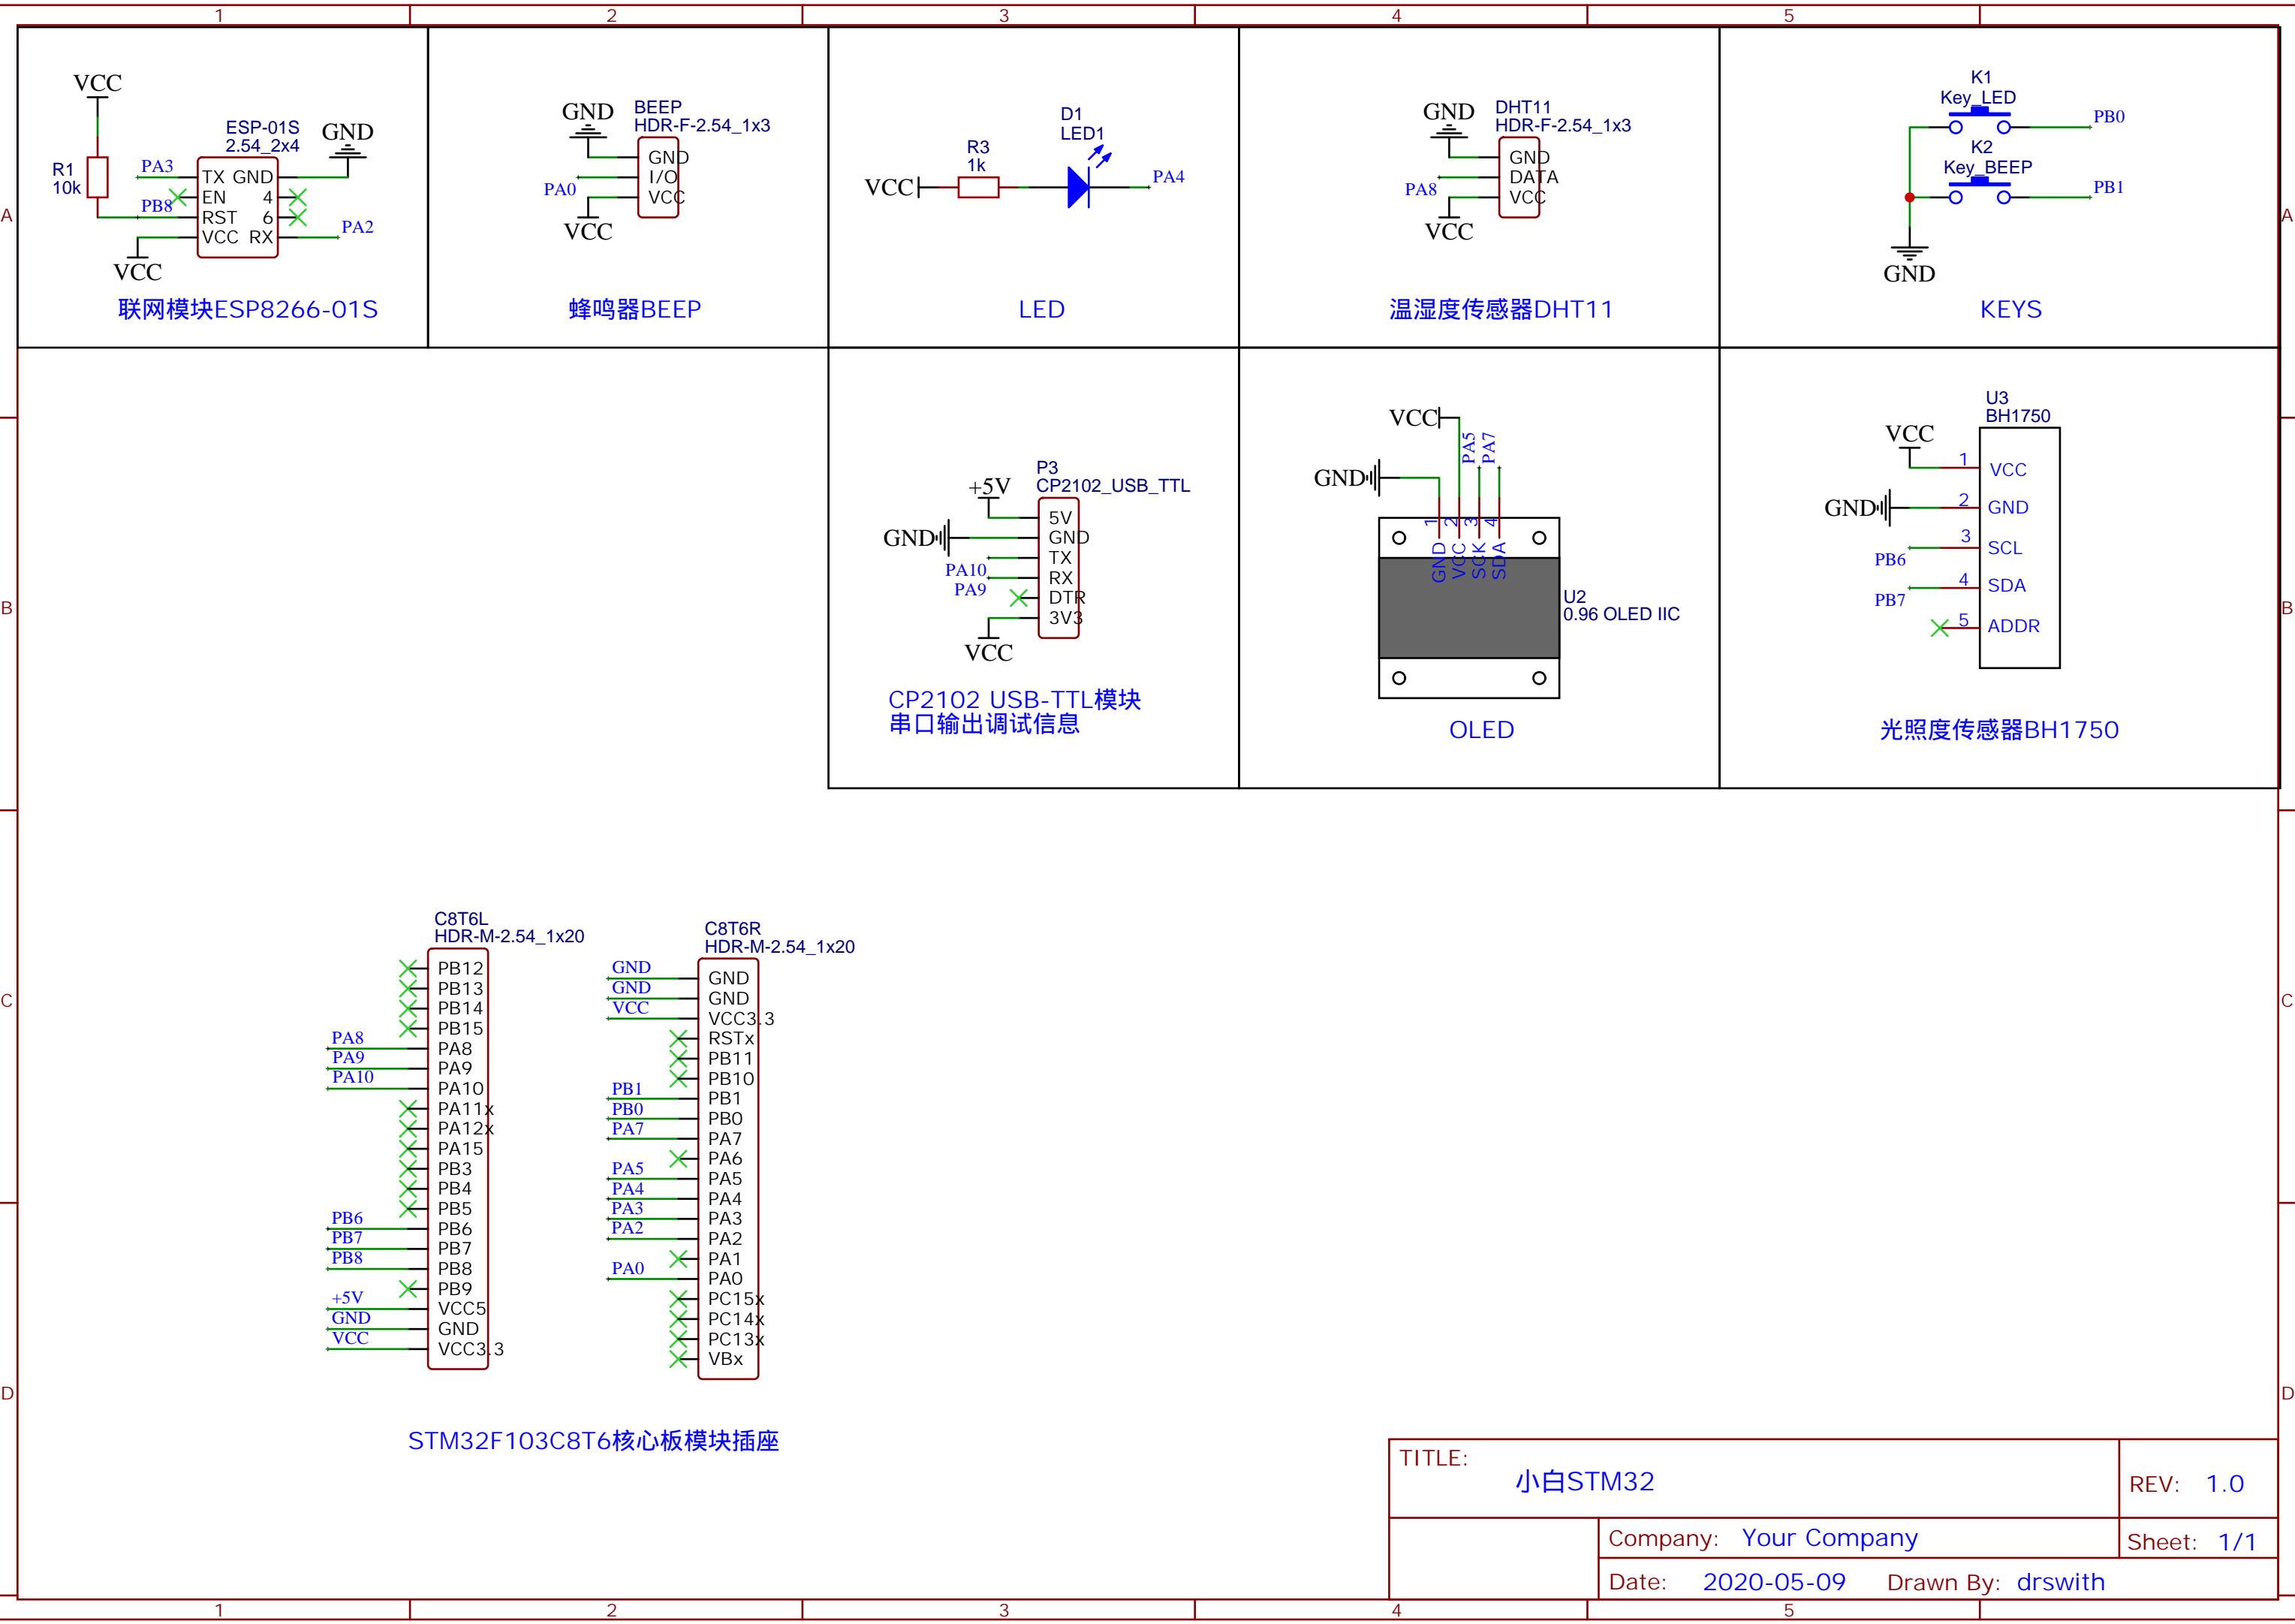 1 2 3 4 5
A
A
B
B
C
C
D
D
VCC
R1
10k
ESP-01S
2.54_2x4
GND
PA3
PB8
TX GND
EN 4
RST 6
VCC RX
PA2
VCC
联网模块ESP8266-01S
GND
BEEP
HDR-F-2.54_1x3
PA0
GND
I/O
VCC
VCC
蜂鸣器BEEP
D1
LED1
R3
1k
VCC
PA4
LED
GND
DHT11
HDR-F-2.54_1x3
PA8
GND
DATA
VCC
VCC
温湿度传感器DHT11
K1
Key_LED
PB0
K2
Key_BEEP
PB1
GND
KEYS
P3
CP2102_USB_TTL
+5V
GND
PA10
PA9
5V
GND
TX
RX
DTR
3V3
VCC
CP2102 USB-TTL模块
串口输出调试信息
VCC
GND
PA5
PA7
1 2 3 4
GND VCC SCK SDA
U2
0.96 OLED IIC
OLED
U3
BH1750
VCC
GND
PB6
PB7
1 VCC
2 GND
3 SCL
4 SDA
5 ADDR
光照度传感器BH1750
C8T6L
HDR-M-2.54_1x20
PB12
PB13
PB14
PB15
PA8 PA8
PA9 PA9
PA10 PA10
PA11x
PA12x
PA15
PB3
PB4
PB5
PB6 PB6
PB7 PB7
PB8 PB8
PB9
+5V VCC5
GND GND
VCC VCC3.3
C8T6R
HDR-M-2.54_1x20
GND GND
GND GND
VCC VCC3.3
RSTx
PB11
PB10
PB1 PB1
PB0 PB0
PA7 PA7
PA6
PA5 PA5
PA4 PA4
PA3 PA3
PA2 PA2
PA1
PA0 PA0
PC15x
PC14x
PC13x
VBx
STM32F103C8T6核心板模块插座
TITLE:
小白STM32
REV: 1.0
Company: Your Company
Sheet: 1/1
Date: 2020-05-09 Drawn By: drswith
1 2 3 4 5